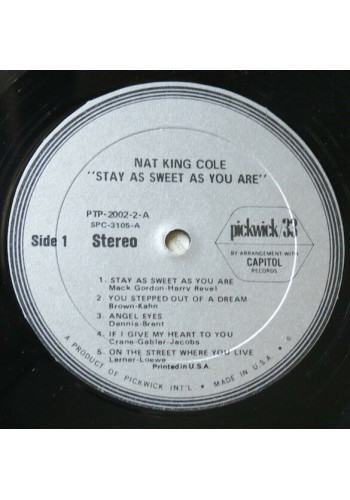 NAT KING COLE
"STAY AS SWEET AS YOU ARE"
PTP-2002-2-A
SPC-3105-A
Side 1 Stereo
pickwick 33
BY ARRANGEMENT WITH
CAPITOL
RECORDS
1. STAY AS SWEET AS YOU ARE
Mack Gordon-Harry Revel
2. YOU STEPPED OUT OF A DREAM
Brown-Kahn
3. ANGEL EYES
Dennis-Brent
4. IF I GIVE MY HEART TO YOU
Crane-Gabler-Jacobs
5. ON THE STREET WHERE YOU LIVE
Lerner-Loewe
Printed in U.S.A.
A PRODUCT OF PICKWICK INT'L. • MADE IN U.S.A.